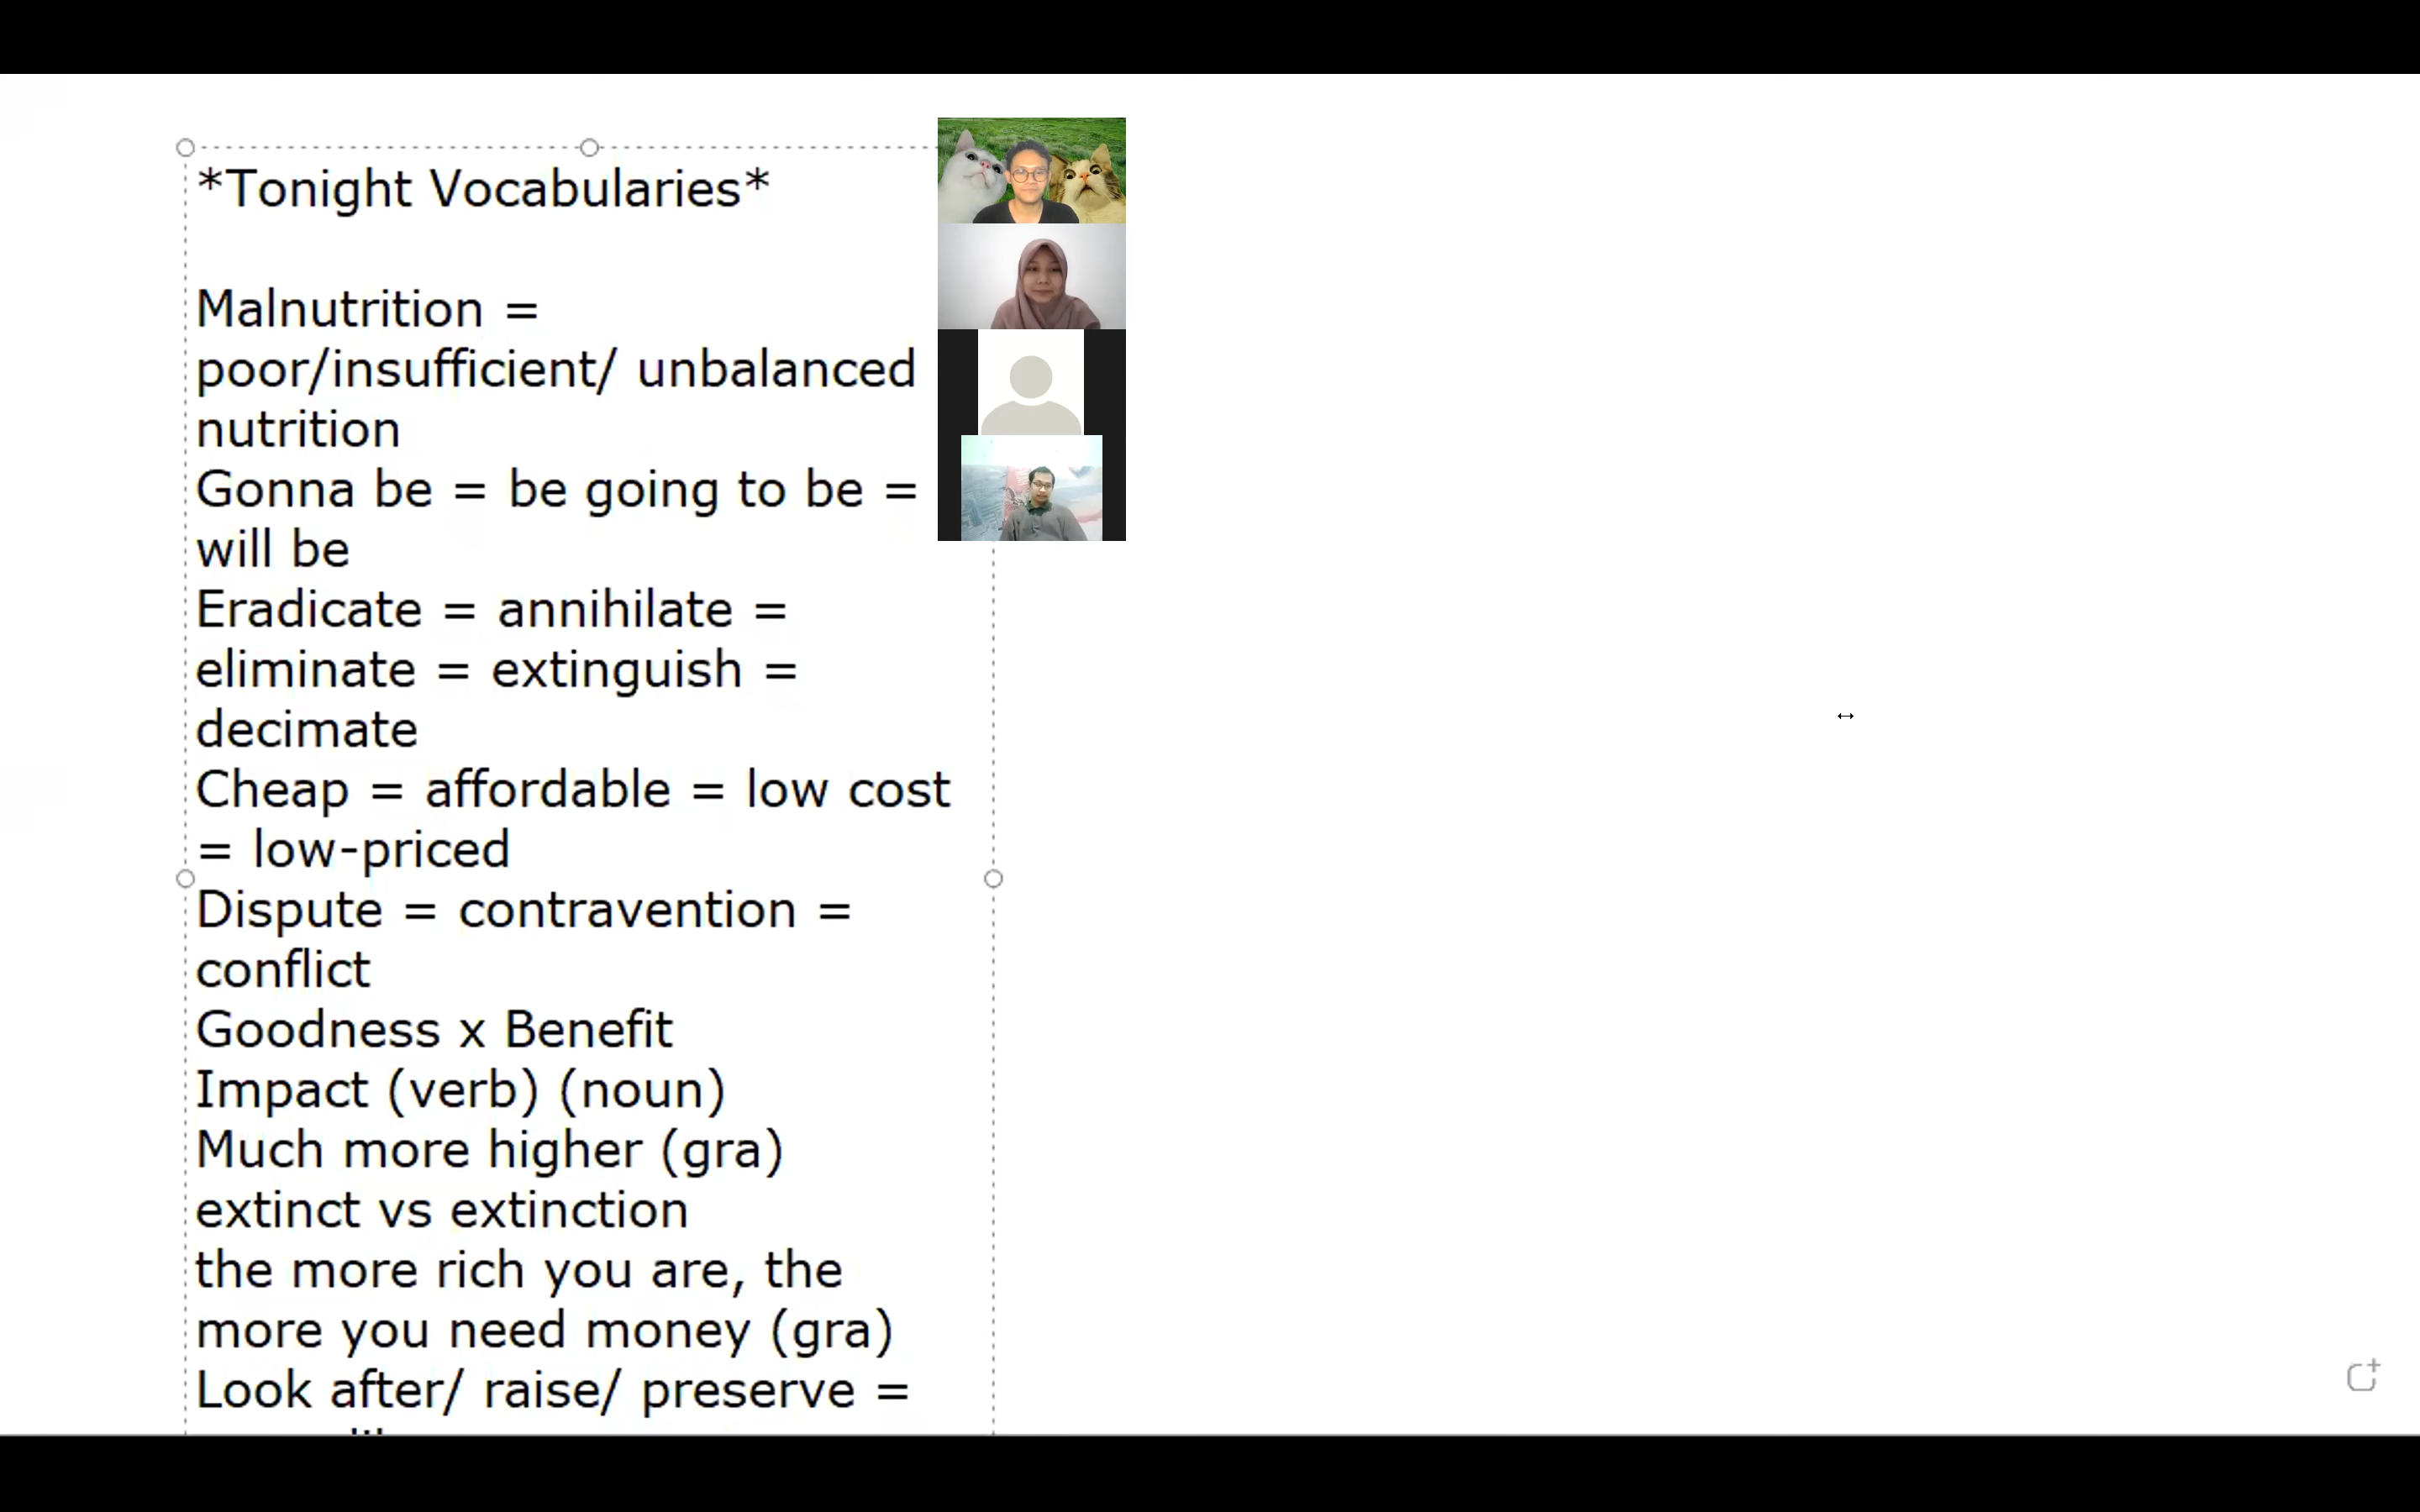 *Tonight Vocabularies*
Malnutrition =
poor/insufficient/ unbalanced
nutrition
Gonna be = be going to be =
will be
Eradicate = annihilate =
eliminate = extinguish =
decimate
Cheap = affordable = low cost
= low-priced
Dispute = contravention =
conflict
Goodness x Benefit
Impact (verb) (noun)
Much more higher (gra)
extinct vs extinction
the more rich you are, the
more you need money (gra)
Look after/ raise/ preserve =